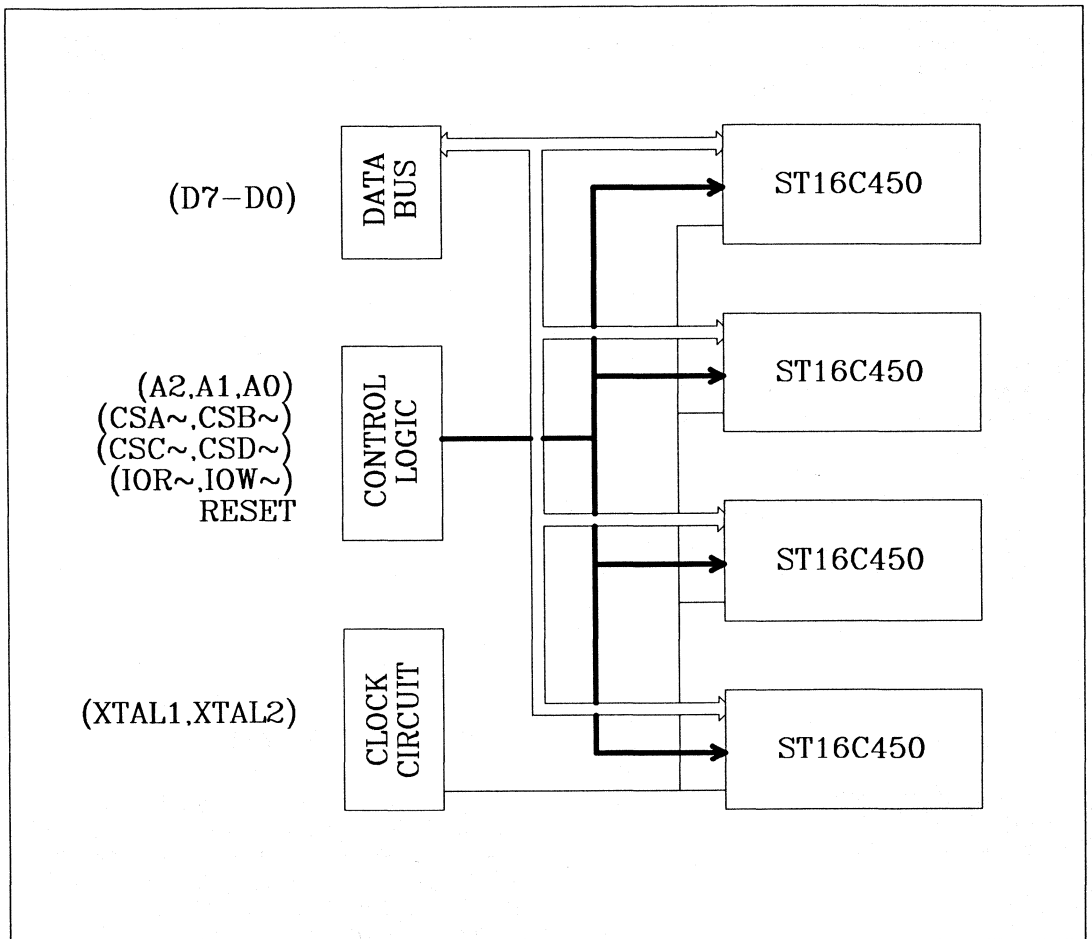 (D7-D0)
DATA
BUS
ST16C450
ST16C450
(A2,A1,A0)
(CSA~,CSB~)
(CSC~,CSD~)
(IOR~,IOW~)
RESET
CONTROL
LOGIC
ST16C450
(XTAL1,XTAL2)
CLOCK
CIRCUIT
ST16C450